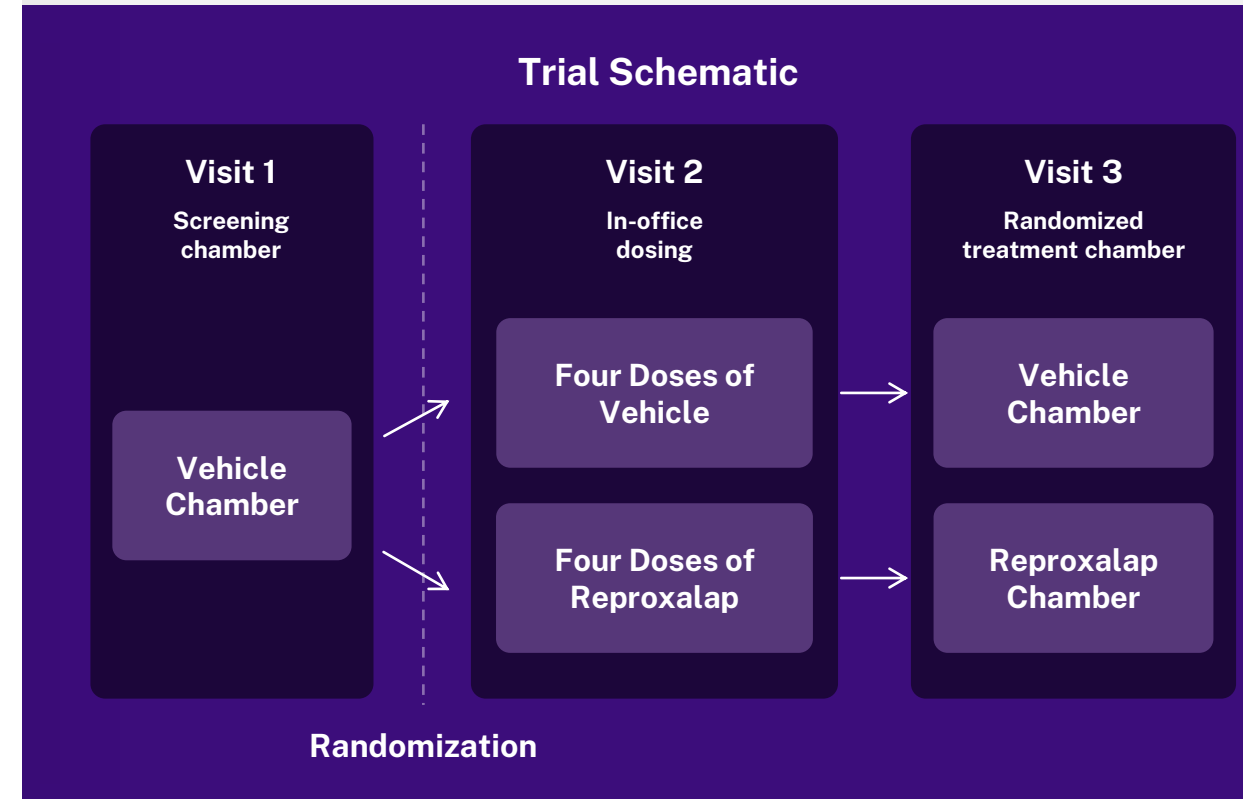 Trial Schematic
Visit 1
Screening
chamber
Vehicle
Chamber
Randomization
Visit 2
In-office
dosing
Four Doses of
Vehicle
Four Doses of
Reproxalap
Visit 3
Randomized
treatment chamber
Vehicle
Chamber
Reproxalap
Chamber